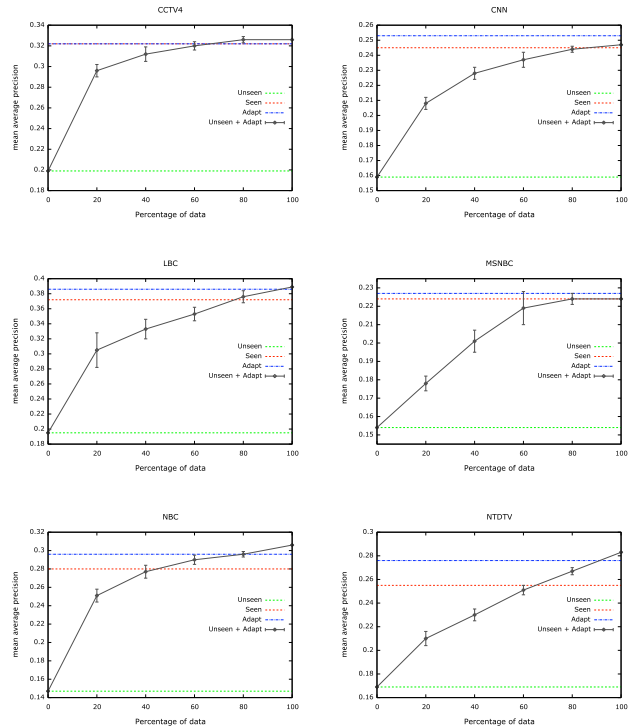 CCTV4
mean average precision
0.34
0.32
0.3
0.28
0.26
0.24
0.22
0.2
0.18
Unseen
Seen
Adapt
Unseen + Adapt
0 20 40 60 80 100
Percentage of data
CNN
mean average precision
0.26
0.25
0.24
0.23
0.22
0.21
0.2
0.19
0.18
0.17
0.16
0.15
Unseen
Seen
Adapt
Unseen + Adapt
0 20 40 60 80 100
Percentage of data
LBC
mean average precision
0.4
0.38
0.36
0.34
0.32
0.3
0.28
0.26
0.24
0.22
0.2
0.18
Unseen
Seen
Adapt
Unseen + Adapt
0 20 40 60 80 100
Percentage of data
MSNBC
mean average precision
0.23
0.22
0.21
0.2
0.19
0.18
0.17
0.16
0.15
Unseen
Seen
Adapt
Unseen + Adapt
0 20 40 60 80 100
Percentage of data
NBC
mean average precision
0.32
0.3
0.28
0.26
0.24
0.22
0.2
0.18
0.16
0.14
Unseen
Seen
Adapt
Unseen + Adapt
0 20 40 60 80 100
Percentage of data
NTDTV
mean average precision
0.3
0.28
0.26
0.24
0.22
0.2
0.18
0.16
Unseen
Seen
Adapt
Unseen + Adapt
0 20 40 60 80 100
Percentage of data